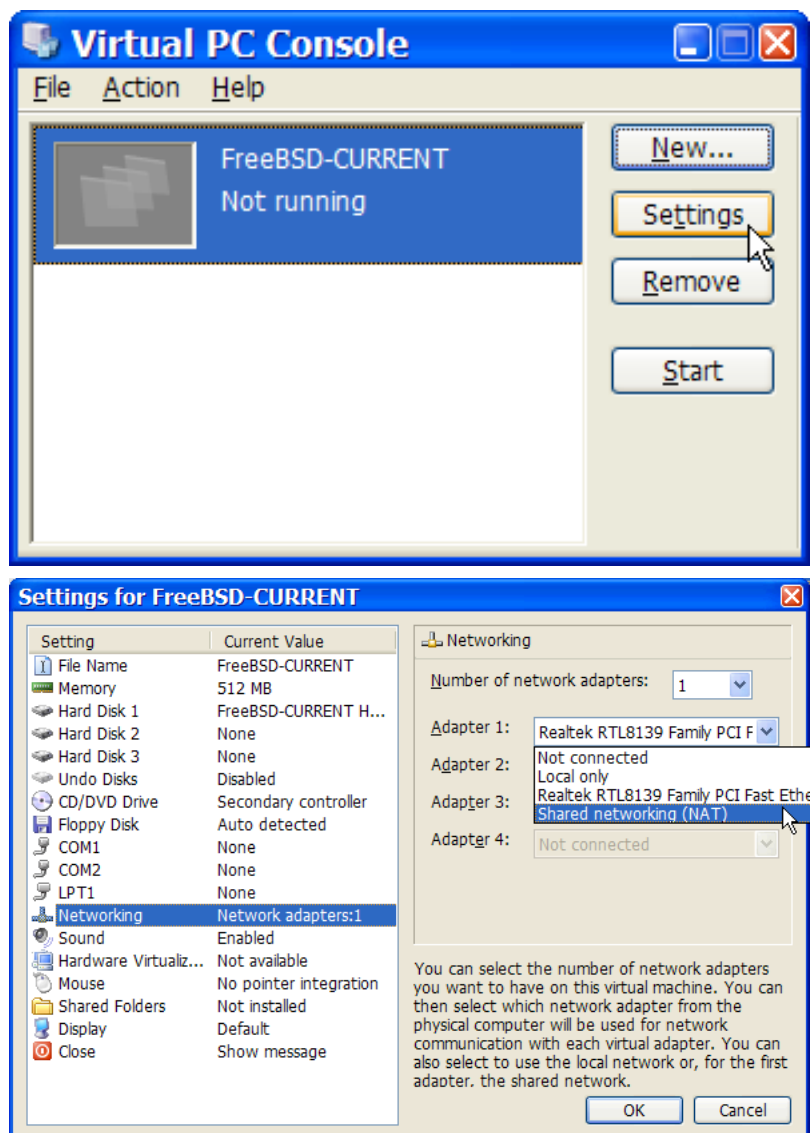 Virtual PC Console
File Action Help
FreeBSD-CURRENT
Not running
New...
Settings
Remove
Start
Settings for FreeBSD-CURRENT
Setting Current Value
File Name FreeBSD-CURRENT
Memory 512 MB
Hard Disk 1 FreeBSD-CURRENT H...
Hard Disk 2 None
Hard Disk 3 None
Undo Disks Disabled
CD/DVD Drive Secondary controller
Floppy Disk Auto detected
COM1 None
COM2 None
LPT1 None
Networking Network adapters:1
Sound Enabled
Hardware Virtualiz... Not available
Mouse No pointer integration
Shared Folders Not installed
Display Default
Close Show message
Networking
Number of network adapters: 1
Adapter 1: Realtek RTL8139 Family PCI F
Not connected
Adapter 2:
Local only
Realtek RTL8139 Family PCI Fast Ethe
Adapter 3:
Shared networking (NAT)
Adapter 4: Not connected
You can select the number of network adapters
you want to have on this virtual machine. You can
then select which network adapter from the
physical computer will be used for network
communication with each virtual adapter. You can
also select to use the local network or, for the first
adapter, the shared network.
OK Cancel